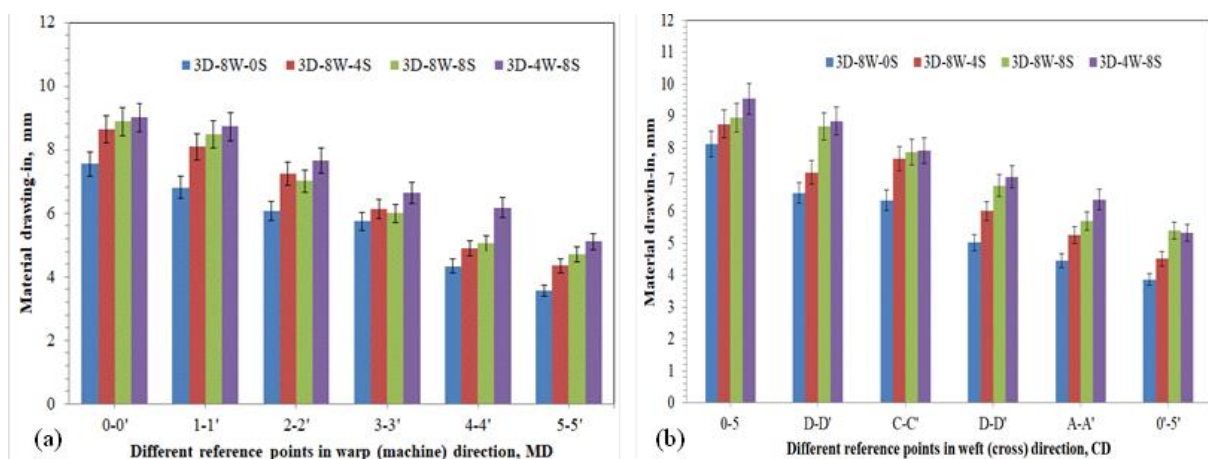 12
10
8
6
4
2
0
Material drawing-in, mm
3D-8W-0S 3D-8W-4S 3D-8W-8S 3D-4W-8S
0-0' 1-1' 2-2' 3-3' 4-4' 5-5'
(a) Different reference points in warp (machine) direction, MD
12
11
10
9
8
7
6
5
4
3
2
1
0
Material drawin-in, mm
3D-8W-0S 3D-8W-4S 3D-8W-8S 3D-4W-8S
0-5 D-D' C-C' D-D' A-A' 0'-5'
(b) Different reference points in weft (cross) direction, CD